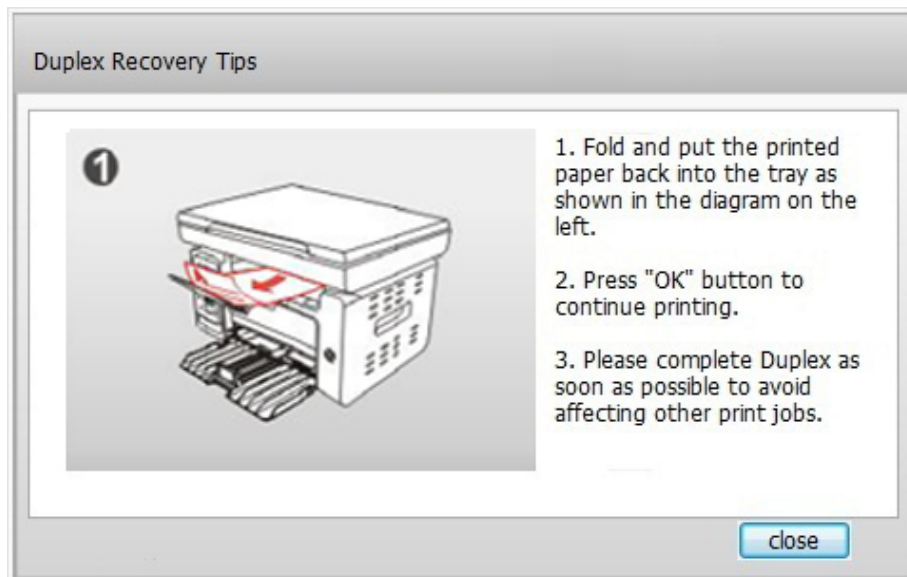 Duplex Recovery Tips
1
1. Fold and put the printed
paper back into the tray as
shown in the diagram on the
left.
2. Press "OK" button to
continue printing.
3. Please complete Duplex as
soon as possible to avoid
affecting other print jobs.
close